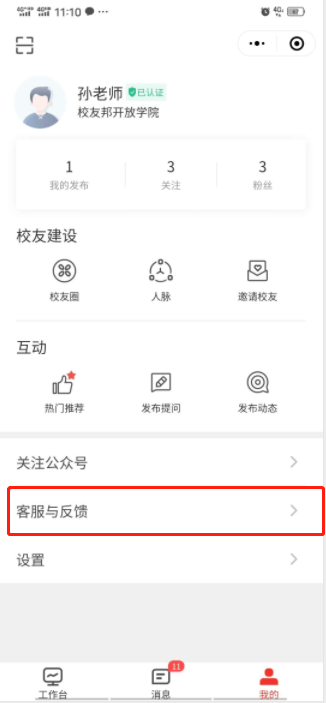 11:10
孙老师 已认证
校友邦开放学院
1 3 3
我的发布 关注 粉丝
校友建设
校友圈 人脉 邀请校友
互动
热门推荐 发布提问 发布动态
关注公众号
客服与反馈
设置
11
工作台 消息 我的